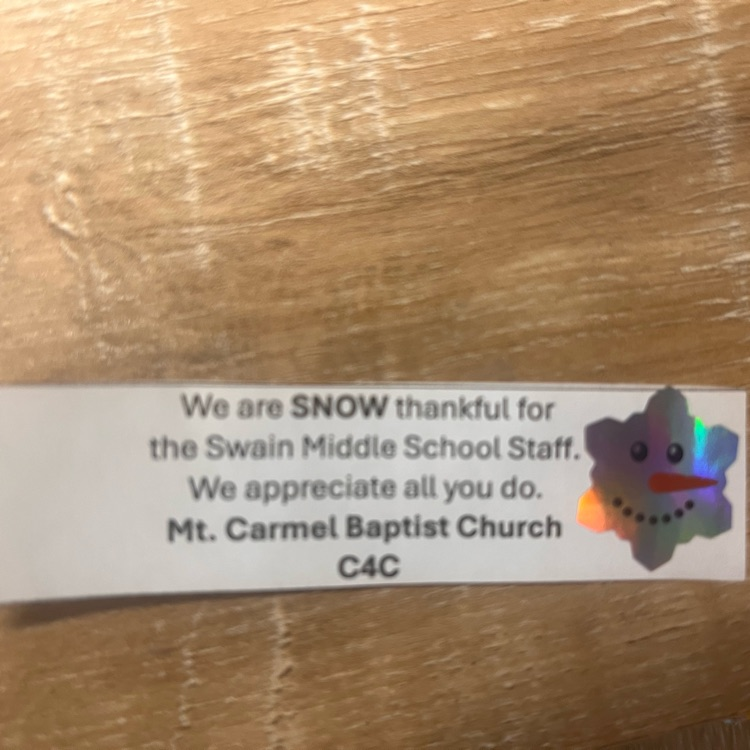 We are SNOW thankful for
the Swain Middle School Staff.
We appreciate all you do.
Mt. Carmel Baptist Church
C4C